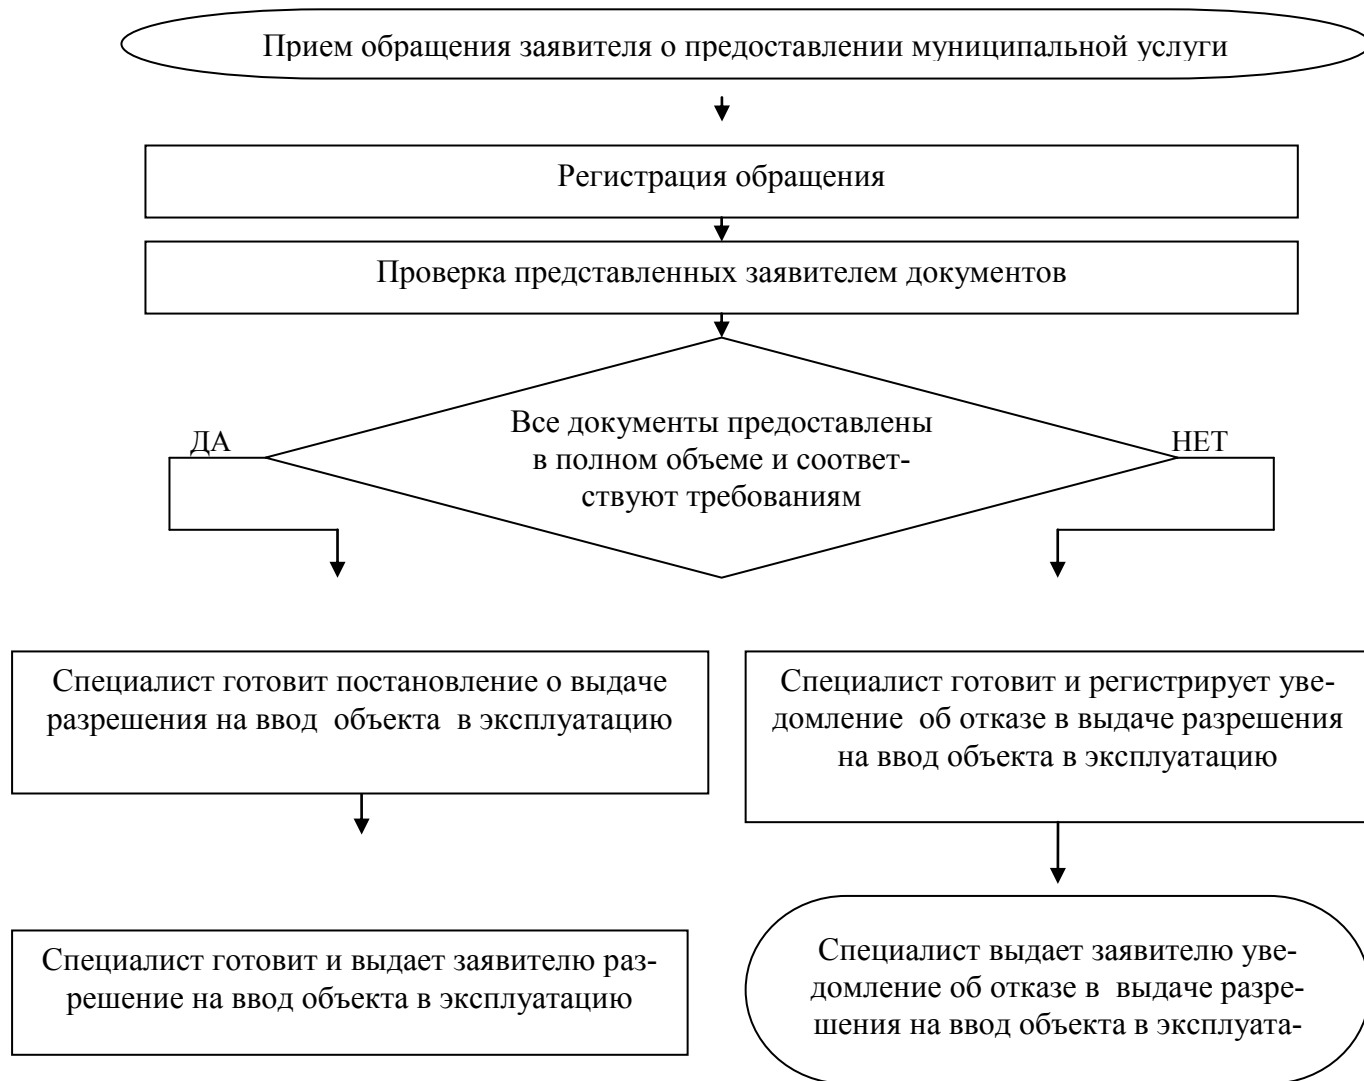 Прием обращения заявителя о предоставлении муниципальной услуги
Регистрация обращения
Проверка представленных заявителем документов
Все документы предоставлены
в полном объеме и соответ-
ствуют требованиям
ДА
НЕТ
Специалист готовит постановление о выдаче
разрешения на ввод объекта в эксплуатацию
Специалист готовит и регистрирует уве-
домление об отказе в выдаче разрешения
на ввод объекта в эксплуатацию
Специалист готовит и выдает заявителю раз-
решение на ввод объекта в эксплуатацию
Специалист выдает заявителю уве-
домление об отказе в выдаче разре-
шения на ввод объекта в эксплуата-